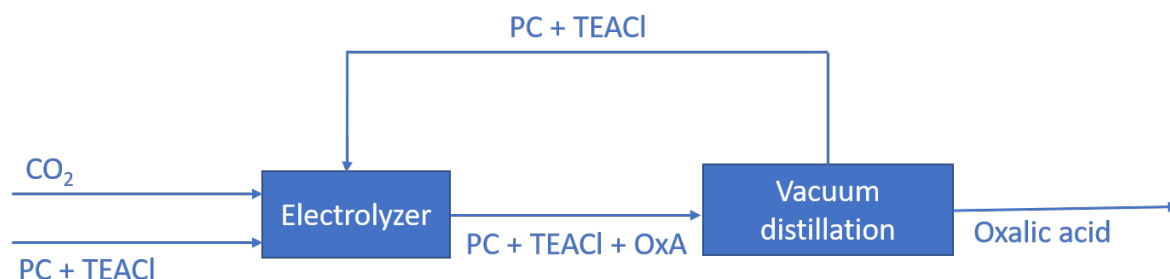 PC + TEACl
CO₂
Electrolyzer
Vacuum
distillation
PC + TEACl + OxA
Oxalic acid
PC + TEACl